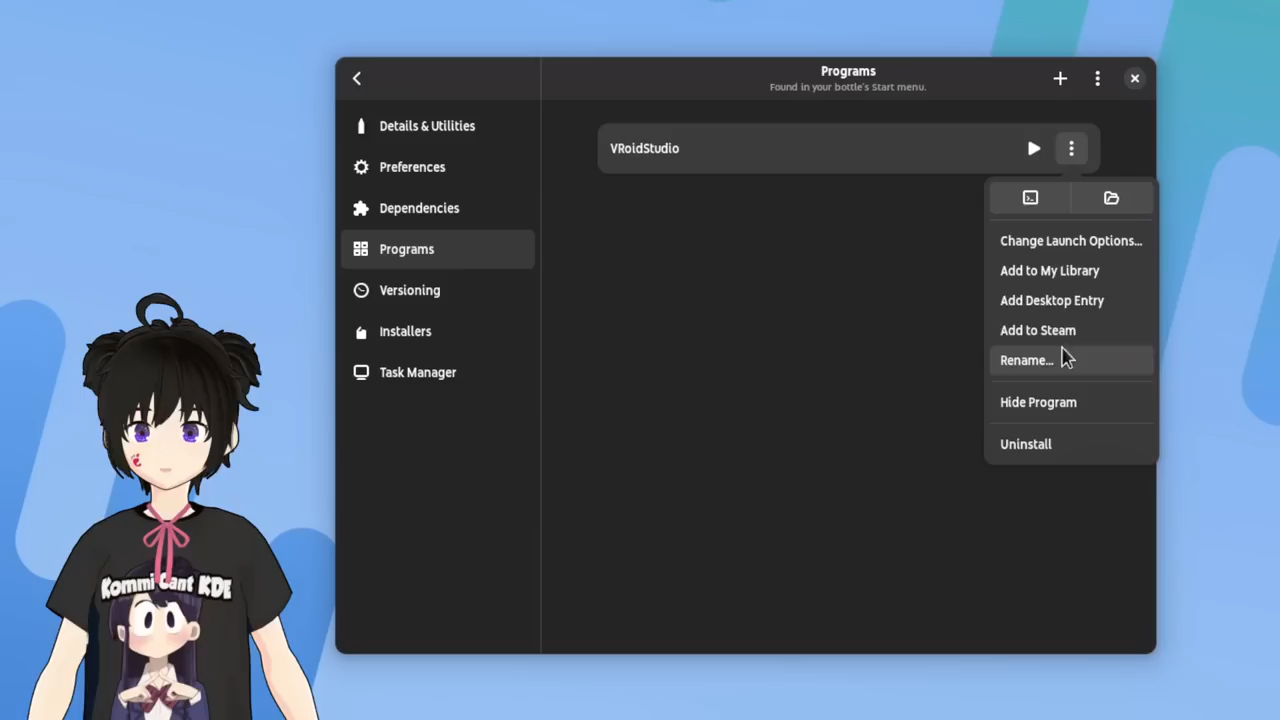 Programs
Found in your bottle's Start menu.
Details & Utilities
Preferences
Dependencies
Programs
Versioning
Installers
Task Manager
VRoidStudio
Change Launch Options...
Add to My Library
Add Desktop Entry
Add to Steam
Rename...
Hide Program
Uninstall
Kommi Cant KDE